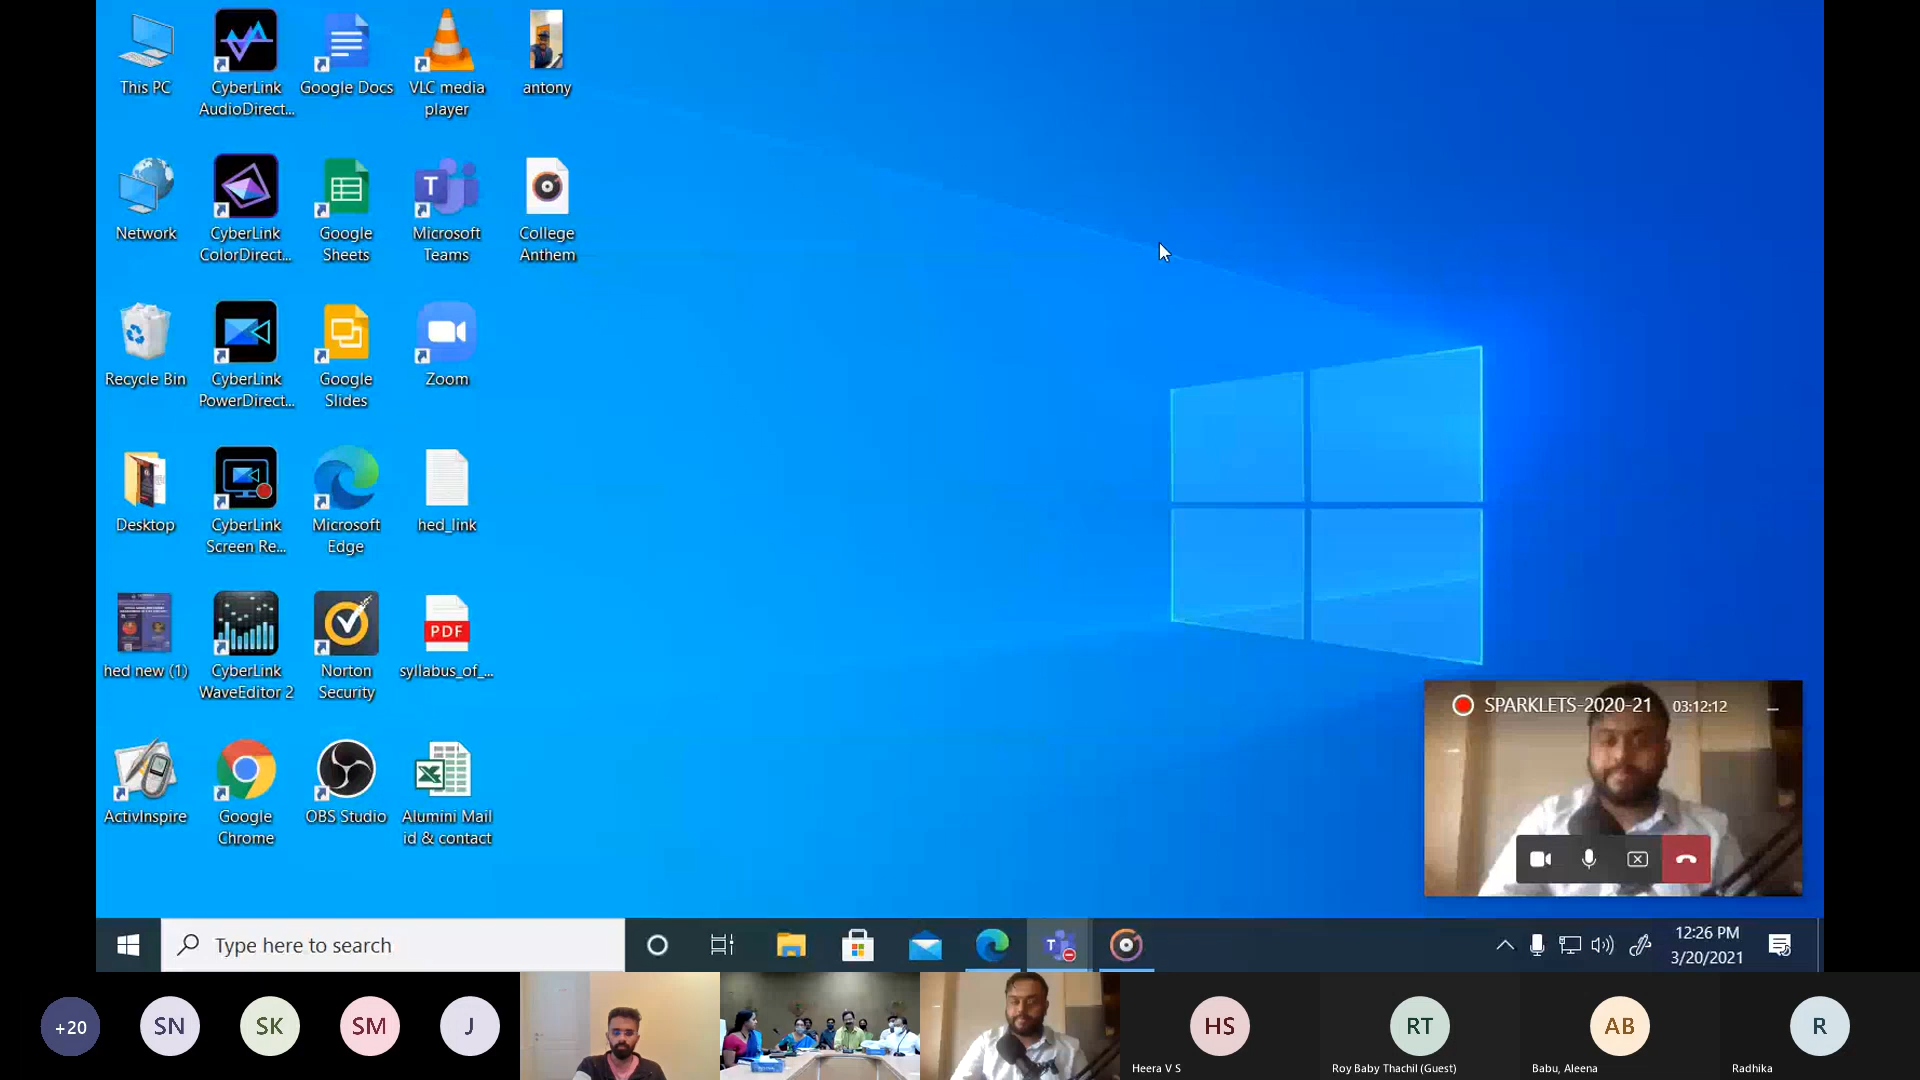 This PC
CyberLink
AudioDirect...
Google Docs
VLC media
player
antony
Network
CyberLink
ColorDirect...
Google
Sheets
T
Microsoft
Teams
College
Anthem
Recycle Bin
CyberLink
PowerDirect...
Google
Slides
Zoom
Desktop
CyberLink
Screen Re...
Microsoft
Edge
hed_link
hed new (1)
CyberLink
WaveEditor 2
Norton
Security
PDF
syllabus_of_...
ActivInspire
Google
Chrome
OBS Studio
X
Alumini Mail
id & contact
SPARKLETS-2020-21
03:12:12
Type here to search
T
12:26 PM
3/20/2021
+20
SN
SK
SM
J
HS
Heera V S
RT
Roy Baby Thachil (Guest)
AB
Babu, Aleena
R
Radhika